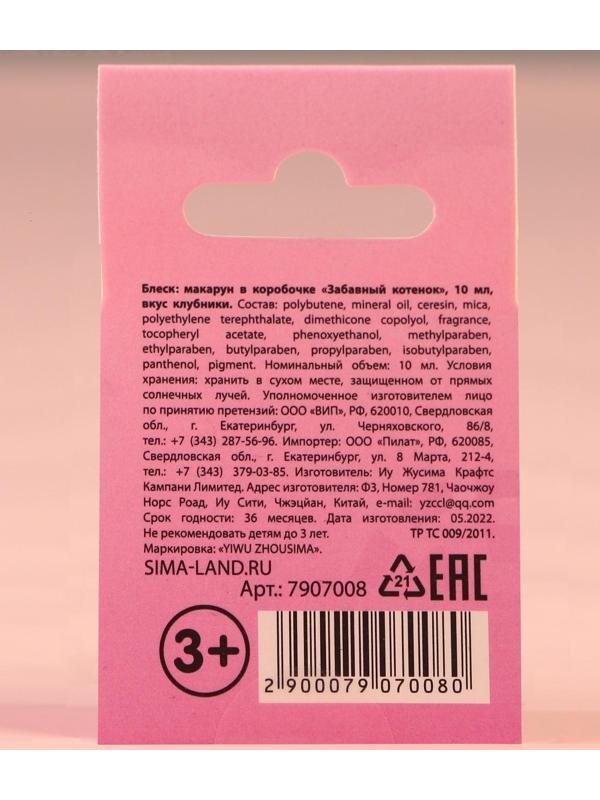 Блеск: макарун в коробочке «Забавный котенок», 10 мл,
вкус клубники. Состав: polybutene, mineral oil, ceresin, mica,
polyethylene terephthalate, dimethicone copolyol, fragrance,
tocopheryl acetate, phenoxyethanol, methylparaben,
ethylparaben, butylparaben, propylparaben, isobutylparaben,
panthenol, pigment. Номинальный объем: 10 мл. Условия
хранения: хранить в сухом месте, защищенном от прямых
солнечных лучей. Уполномоченное изготовителем лицо
по принятию претензий: ООО «ВИП», РФ, 620010, Свердловская
обл., г. Екатеринбург, ул. Черняховского, 86/8,
тел.: +7 (343) 287-56-96. Импортер: ООО «Пилат», РФ, 620085,
Свердловская обл., г. Екатеринбург, ул. 8 Марта, 212-4,
тел.: +7 (343) 379-03-85. Изготовитель: Иу Жусима Крафтс
Кампани Лимитед. Адрес изготовителя: Ф3, Номер 781, Чаочжоу
Норс Роад, Иу Сити, Чжэцйан, Китай, e-mail: yzccl@qq.com
Срок годности: 36 месяцев. Дата изготовления: 05.2022.
Не рекомендовать детям до 3 лет. ТР ТС 009/2011.
Маркировка: «YIWU ZHOUSIMA».
SIMA-LAND.RU
Арт.: 7907008 21 EAC
3+
2 900079 070080